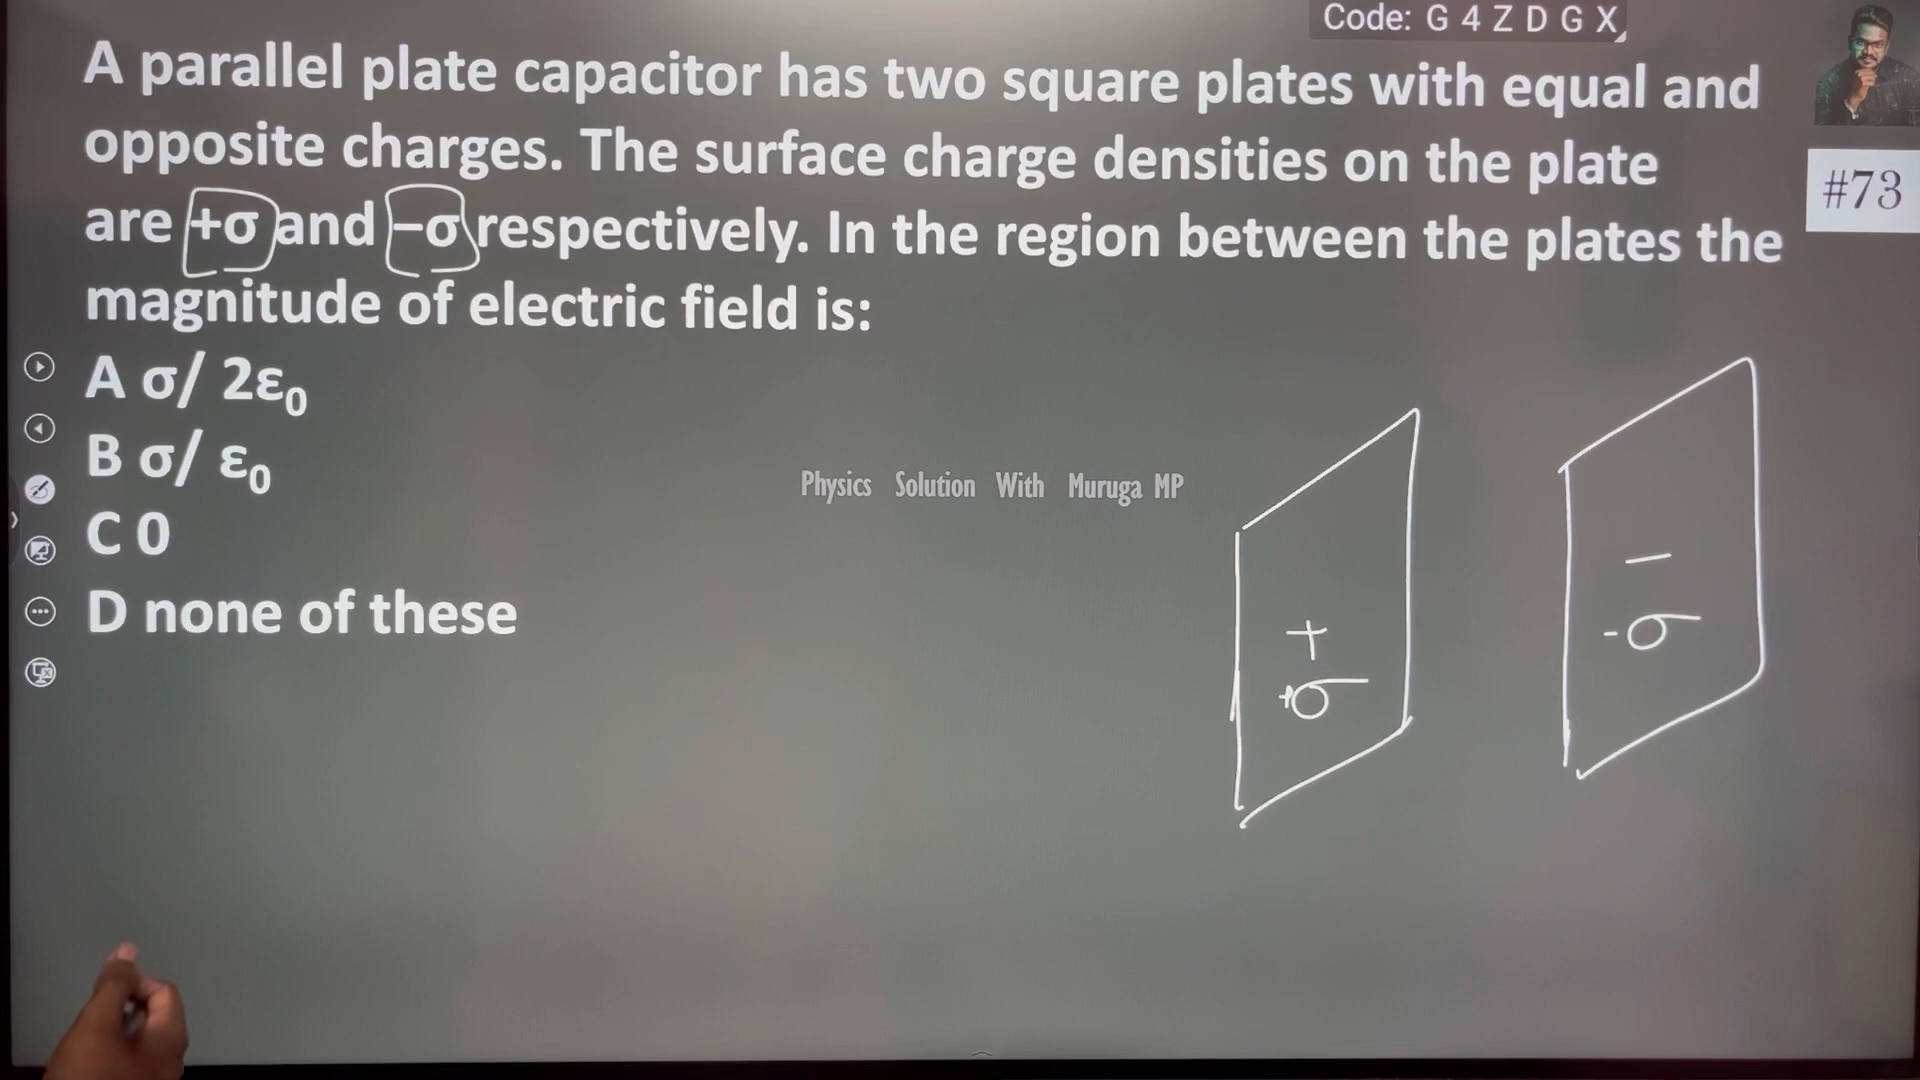 Code: G 4 Z D G X
A parallel plate capacitor has two square plates with equal and
opposite charges. The surface charge densities on the plate
#73
are +σ and −σ respectively. In the region between the plates the
magnitude of electric field is:
A σ/ 2ε₀
B σ/ ε₀
Physics Solution With Muruga MP
C 0
D none of these
+
+σ
−
-σ